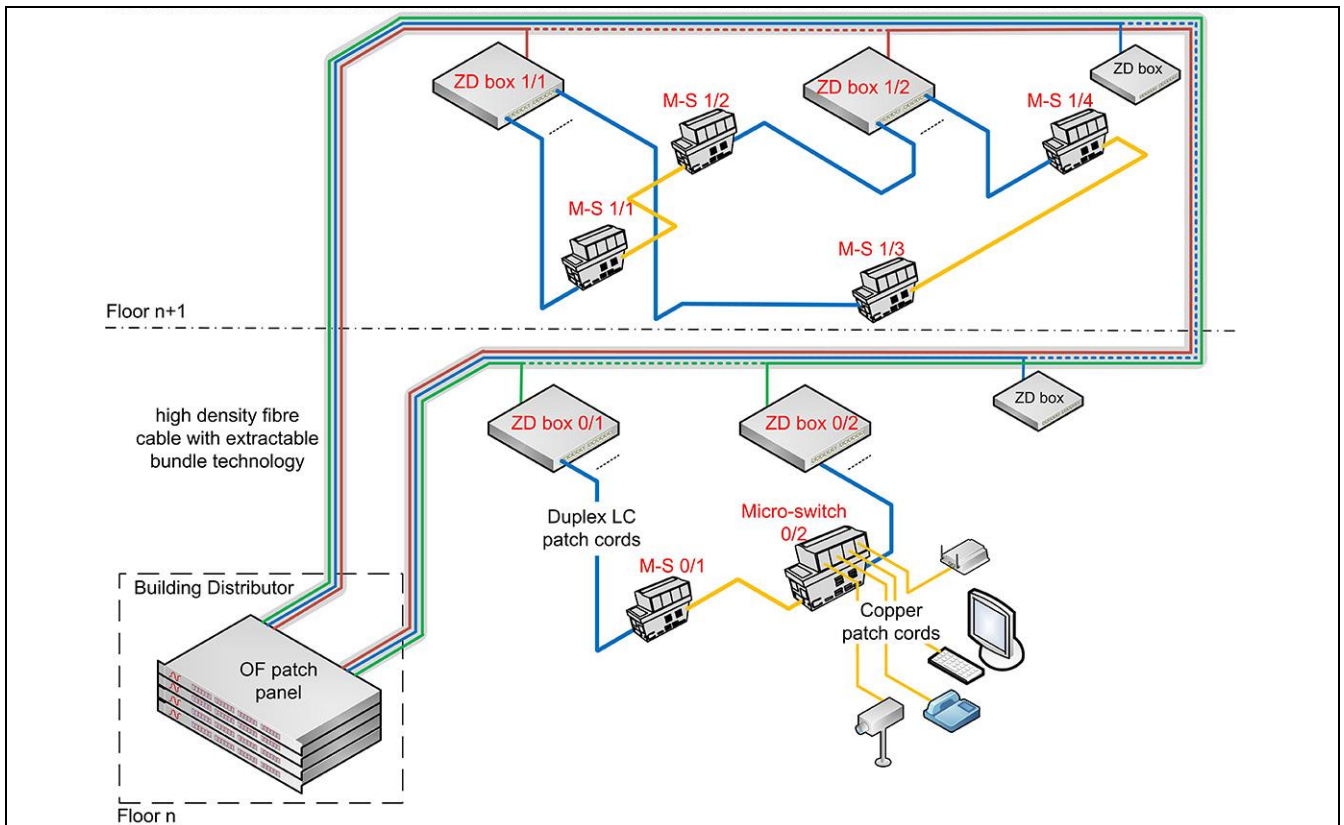 ZD box 1/1
ZD box 1/2
ZD box
M-S 1/2
M-S 1/4
M-S 1/1
M-S 1/3
Floor n+1
high density fibre
cable with extractable
bundle technology
ZD box 0/1
ZD box 0/2
ZD box
Duplex LC
patch cords
Micro-switch
0/2
M-S 0/1
Copper
patch cords
Building Distributor
OF patch
panel
Floor n